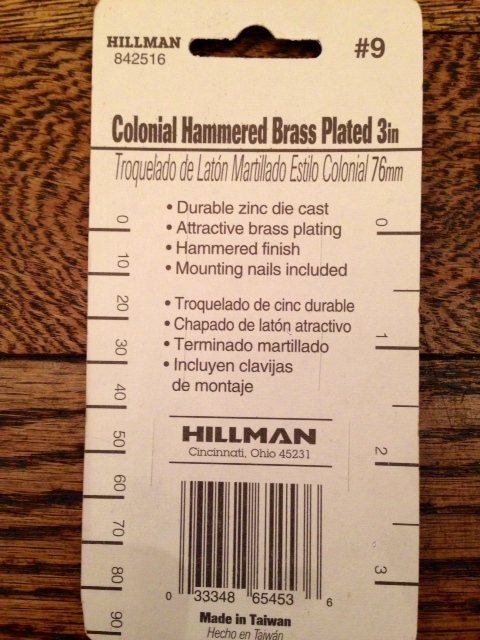 HILLMAN
842516
#9
Colonial Hammered Brass Plated 3in
Troquelado de Latón Martillado Estilo Colonial 76mm
• Durable zinc die cast
• Attractive brass plating
• Hammered finish
• Mounting nails included
• Troquelado de cinc durable
• Chapado de latón atractivo
• Terminado martillado
• Incluyen clavijas
de montaje
HILLMAN
Cincinnati, Ohio 45231
0 33348 65453 6
Made in Taiwan
Hecho en Taiwán
0
10
20
30
40
50
60
70
80
90
0
1
2
3